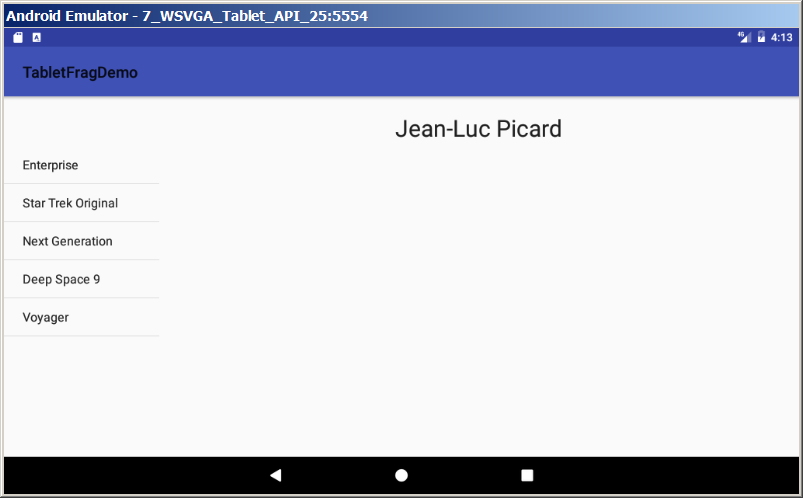 Android Emulator - 7_WSVGA_Tablet_API_25:5554
A 4G 4:13
TabletFragDemo
Jean-Luc Picard
Enterprise
Star Trek Original
Next Generation
Deep Space 9
Voyager